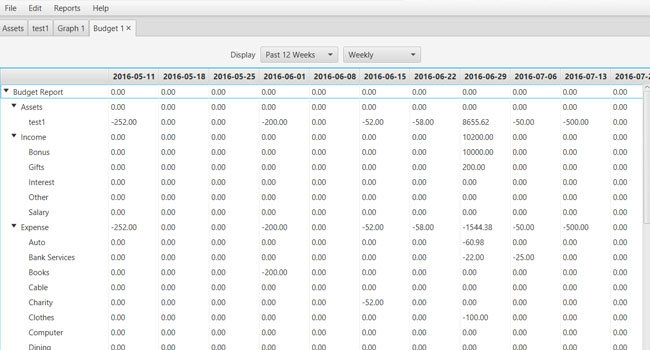 File Edit Reports Help
Assets test1 Graph 1 Budget 1 ×
Display Past 12 Weeks Weekly
2016-05-11 2016-05-18 2016-05-25 2016-06-01 2016-06-08 2016-06-15 2016-06-22 2016-06-29 2016-07-06 2016-07-13 2016-07-2
Budget Report 0.00 0.00 0.00 0.00 0.00 0.00 0.00 0.00 0.00 0.00 0.00
Assets 0.00 0.00 0.00 0.00 0.00 0.00 0.00 0.00 0.00 0.00 0.00
test1 -252.00 0.00 0.00 -200.00 0.00 -52.00 -58.00 8655.62 -50.00 -500.00 0.00
Income 0.00 0.00 0.00 0.00 0.00 0.00 0.00 10200.00 0.00 0.00 0.00
Bonus 0.00 0.00 0.00 0.00 0.00 0.00 0.00 10000.00 0.00 0.00 0.00
Gifts 0.00 0.00 0.00 0.00 0.00 0.00 0.00 200.00 0.00 0.00 0.00
Interest 0.00 0.00 0.00 0.00 0.00 0.00 0.00 0.00 0.00 0.00 0.00
Other 0.00 0.00 0.00 0.00 0.00 0.00 0.00 0.00 0.00 0.00 0.00
Salary 0.00 0.00 0.00 0.00 0.00 0.00 0.00 0.00 0.00 0.00 0.00
Expense -252.00 0.00 0.00 -200.00 0.00 -52.00 -58.00 -1544.38 -50.00 -500.00 0.00
Auto 0.00 0.00 0.00 0.00 0.00 0.00 0.00 -60.98 0.00 0.00 0.00
Bank Services 0.00 0.00 0.00 0.00 0.00 0.00 0.00 -22.00 -25.00 0.00 0.00
Books 0.00 0.00 0.00 -200.00 0.00 0.00 0.00 0.00 0.00 0.00 0.00
Cable 0.00 0.00 0.00 0.00 0.00 0.00 0.00 0.00 0.00 0.00 0.00
Charity 0.00 0.00 0.00 0.00 0.00 -52.00 0.00 0.00 0.00 0.00 0.00
Clothes 0.00 0.00 0.00 0.00 0.00 0.00 0.00 -100.00 0.00 0.00 0.00
Computer 0.00 0.00 0.00 0.00 0.00 0.00 0.00 0.00 0.00 0.00 0.00
Dining 0.00 0.00 0.00 0.00 0.00 0.00 0.00 0.00 0.00 0.00 0.00